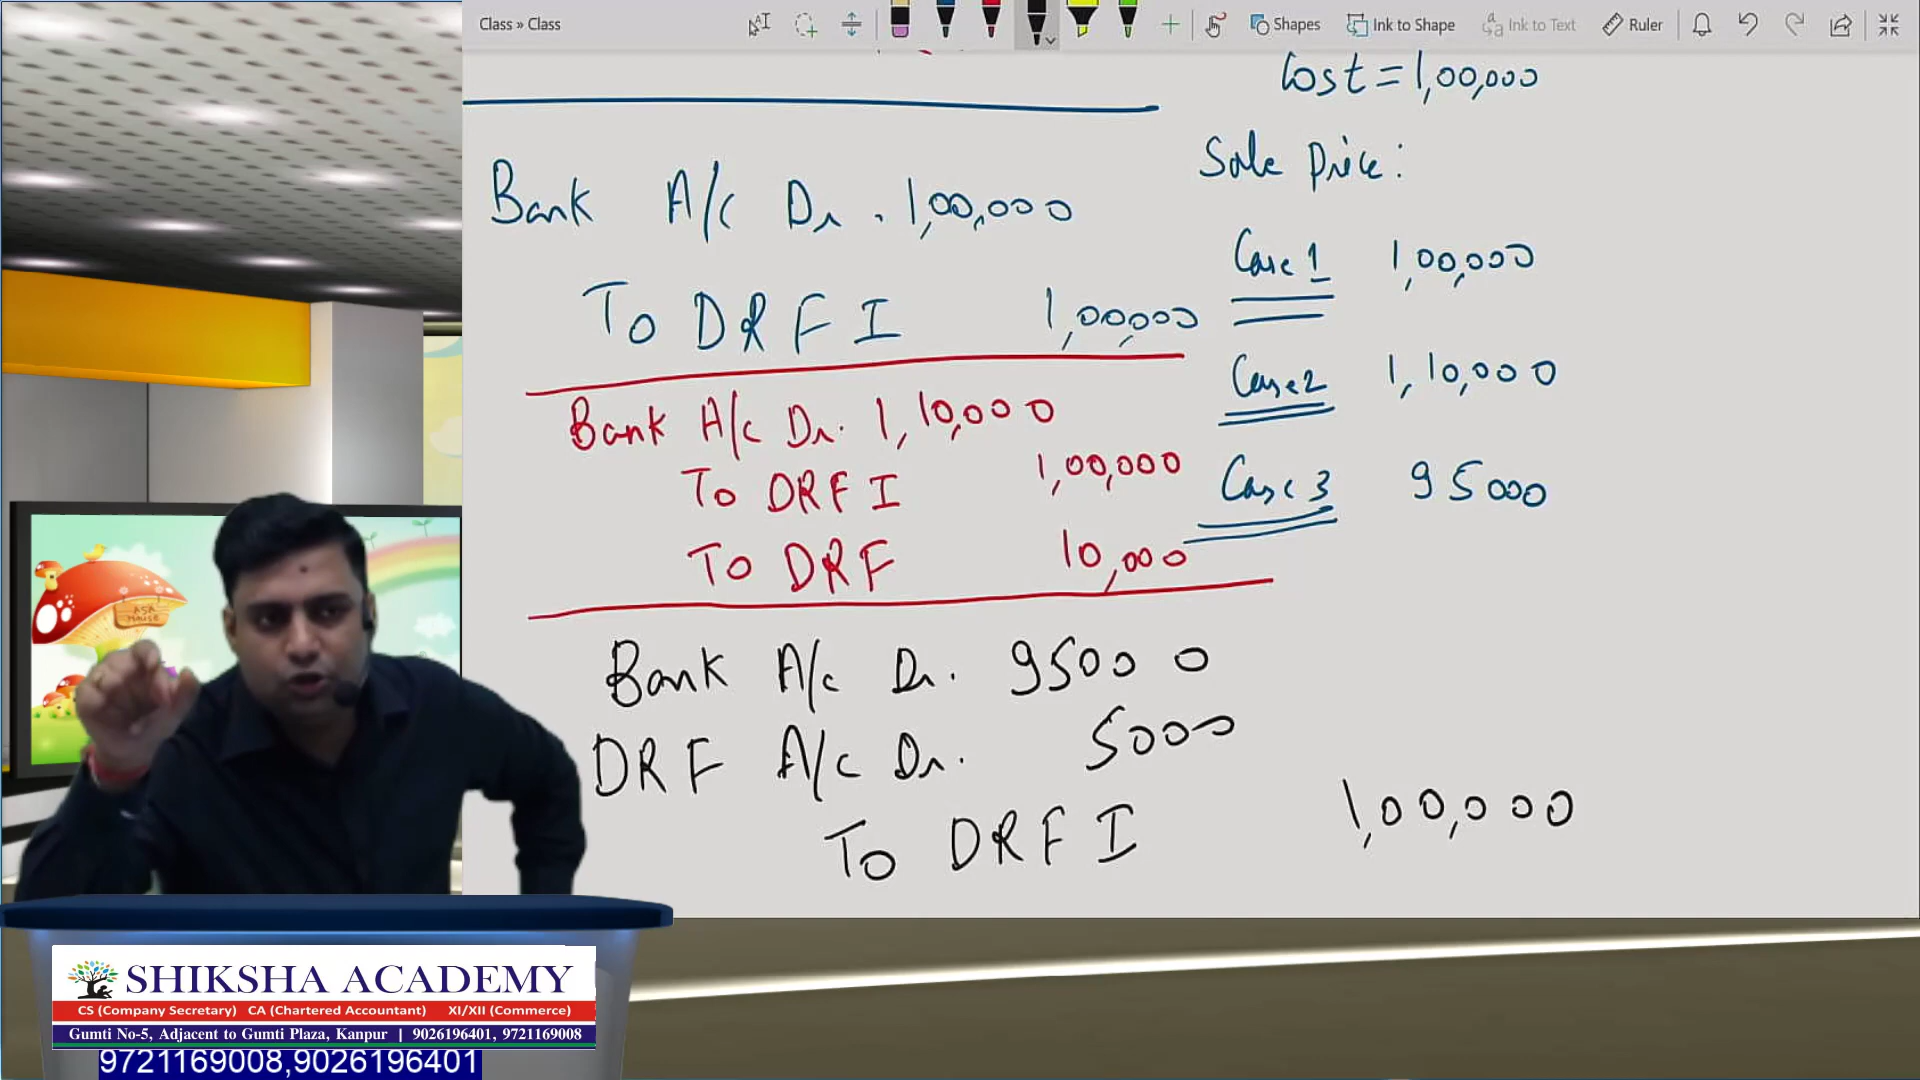 Class » Class
Shapes
Ink to Shape
Ink to Text
Ruler
Cost = 1,00,000
Sale Price:
Case 1 1,00,000
Case 2 1,10,000
Case 3 95000
Bank A/c Dr. 1,00,000
To DRFI 1,00,000
Bank A/c Dr. 1,10,000
To DRFI 1,00,000
To DRF 10,000
Bank A/c Dr. 95000
DRF A/c Dr. 5000
To DRFI 1,00,000
ASA
House
SHIKSHA ACADEMY
CS (Company Secretary) CA (Chartered Accountant) XI/XII (Commerce)
Gumti No-5, Adjacent to Gumti Plaza, Kanpur | 9026196401, 9721169008
9721169008,9026196401